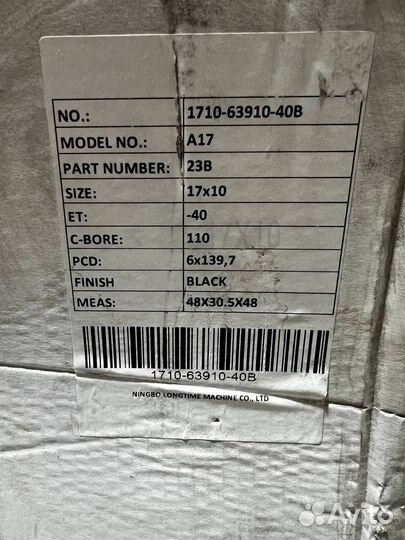 NO.: 1710-63910-40B
MODEL NO.: A17
PART NUMBER: 23B
SIZE: 17x10
ET: -40
C-BORE: 110
PCD: 6x139,7
FINISH BLACK
MEAS: 48X30.5X48
1710-63910-40B
NINGBO LONGTIME MACHINE CO., LTD
Avito